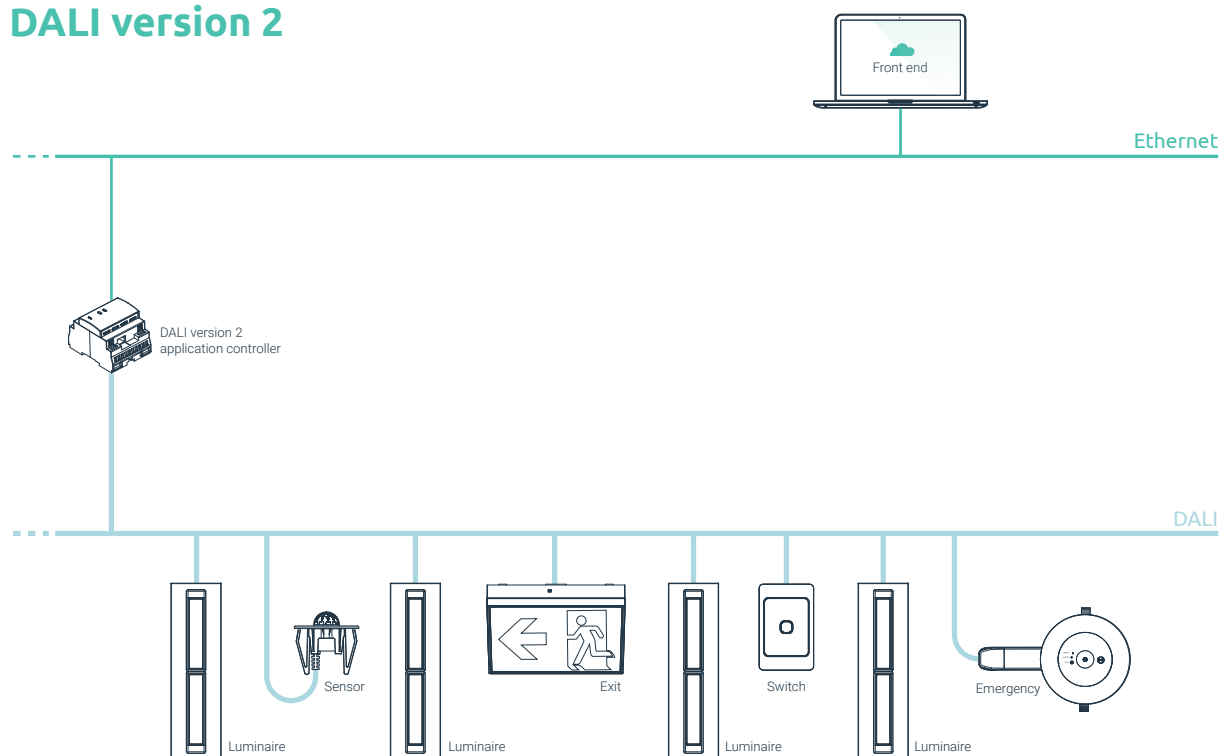 DALI version 2
Front end
Ethernet
DALI version 2
application controller
DALI
Sensor
Exit
Switch
Emergency
Luminaire
Luminaire
Luminaire
Luminaire